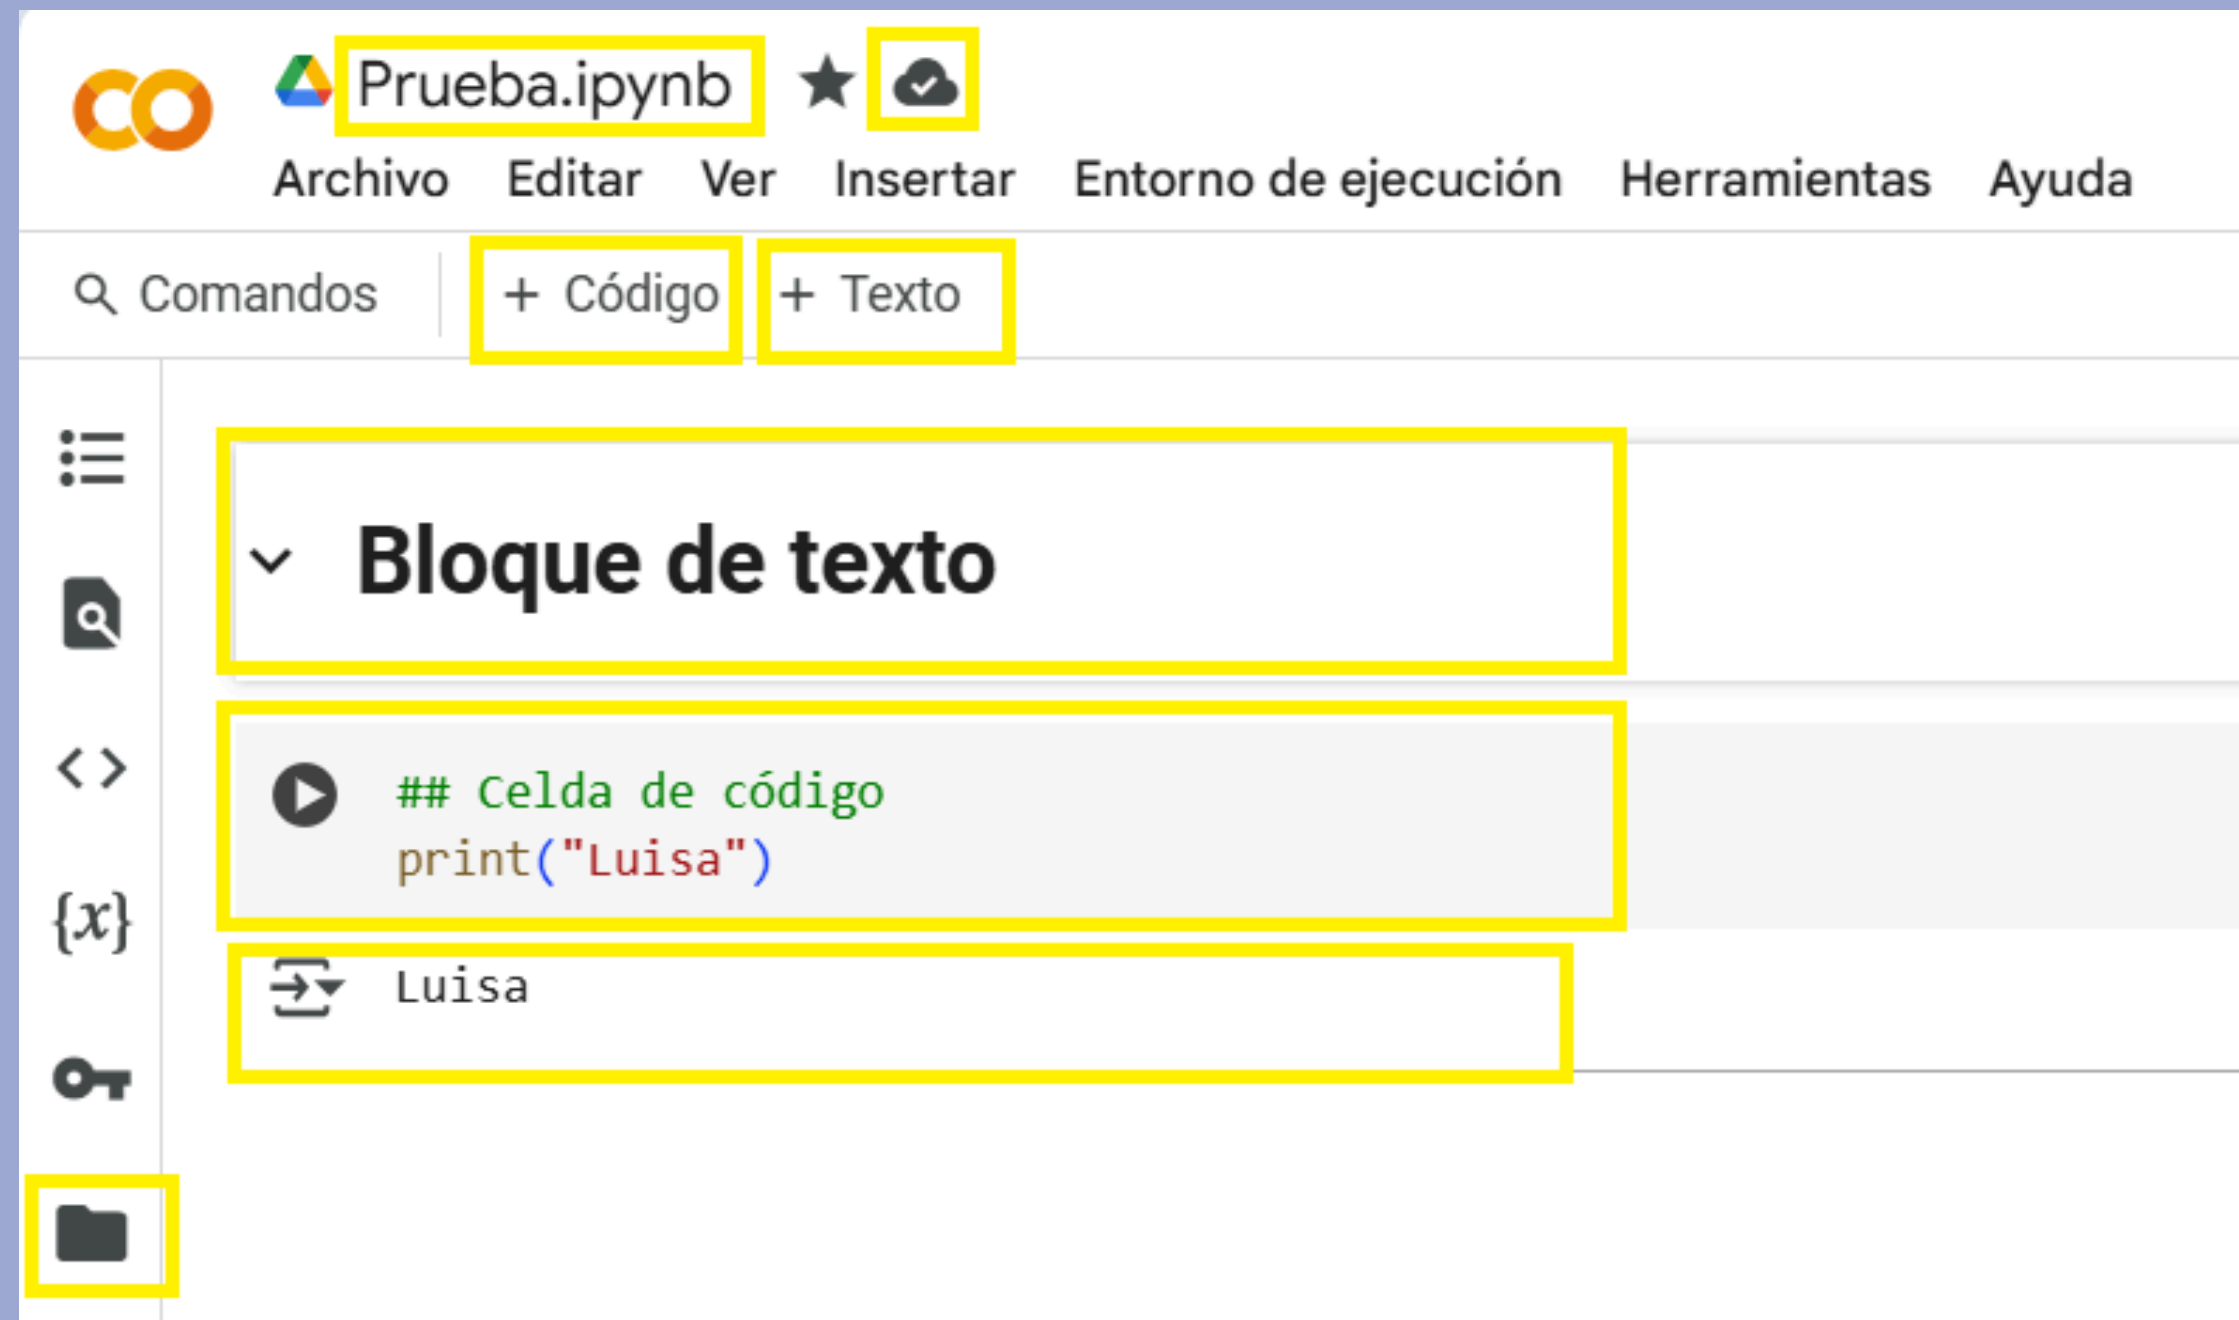 Prueba.ipynb
Archivo Editar Ver Insertar Entorno de ejecución Herramientas Ayuda
Comandos + Código + Texto
Bloque de texto
## Celda de código
print("Luisa")
{x}
Luisa